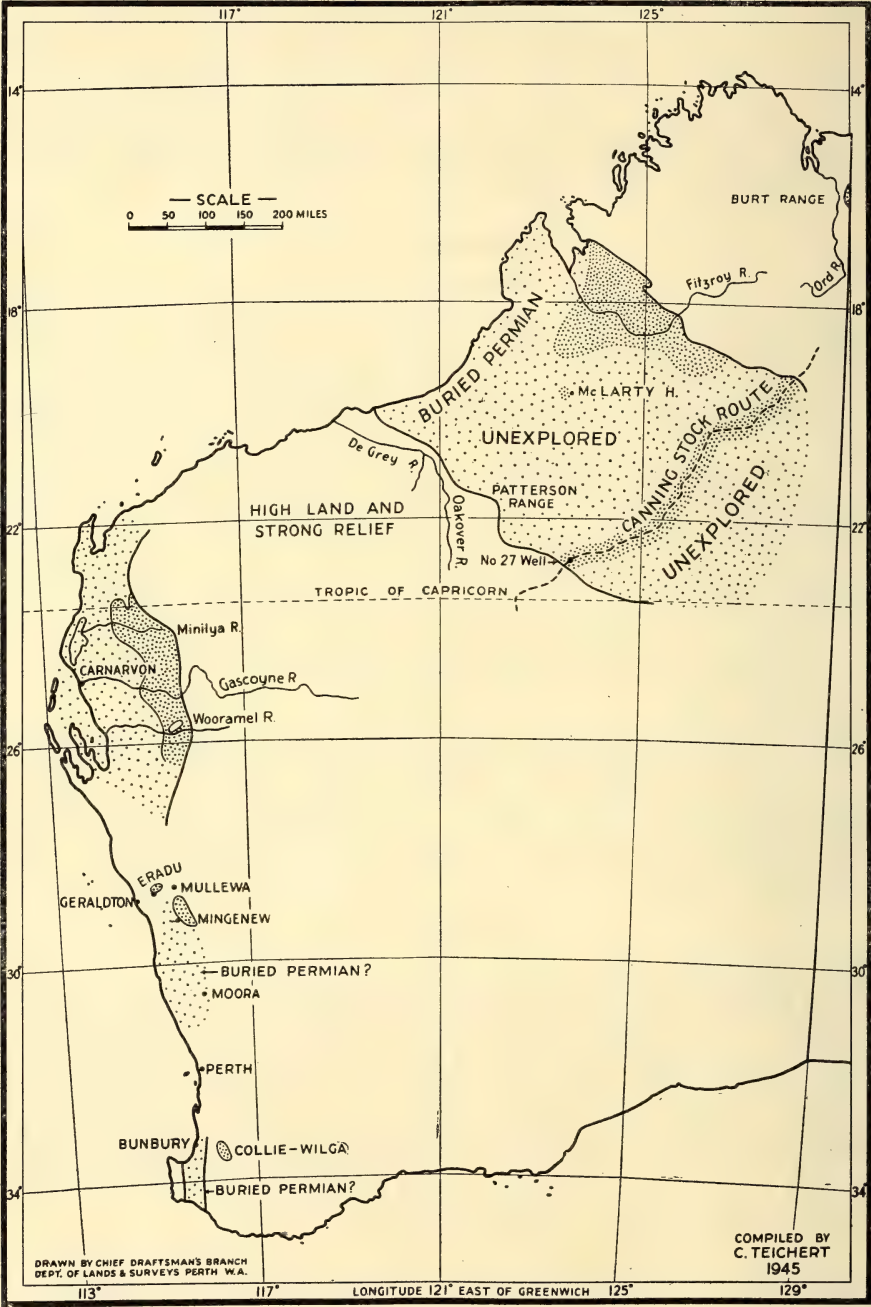 117° 121° 125°
14° 14°
— SCALE —
0 50 100 150 200 MILES
BURT RANGE
Fitzroy R.
Ord R.
18° 18°
BURIED PERMIAN
McLARTY H.
CANNING STOCK ROUTE
UNEXPLORED
De Grey R.
PATTERSON
RANGE
HIGH LAND AND
STRONG RELIEF
Oakover R.
UNEXPLORED
22° 22°
No 27 Well
TROPIC OF CAPRICORN
Minilya R.
CARNARVON
Gascoyne R
Wooramel R.
26° 26°
ERADU
MULLEWA
GERALDTON
MINGENEW
BURIED PERMIAN?
30° 30°
MOORA
PERTH
BUNBURY
COLLIE–WILGA
BURIED PERMIAN?
34° 34°
COMPILED BY
C. TEICHERT
1945
DRAWN BY CHIEF DRAFTSMAN'S BRANCH
DEPT. OF LANDS & SURVEYS PERTH W.A.
113° 117° LONGITUDE 121° EAST OF GREENWICH 125° 129°